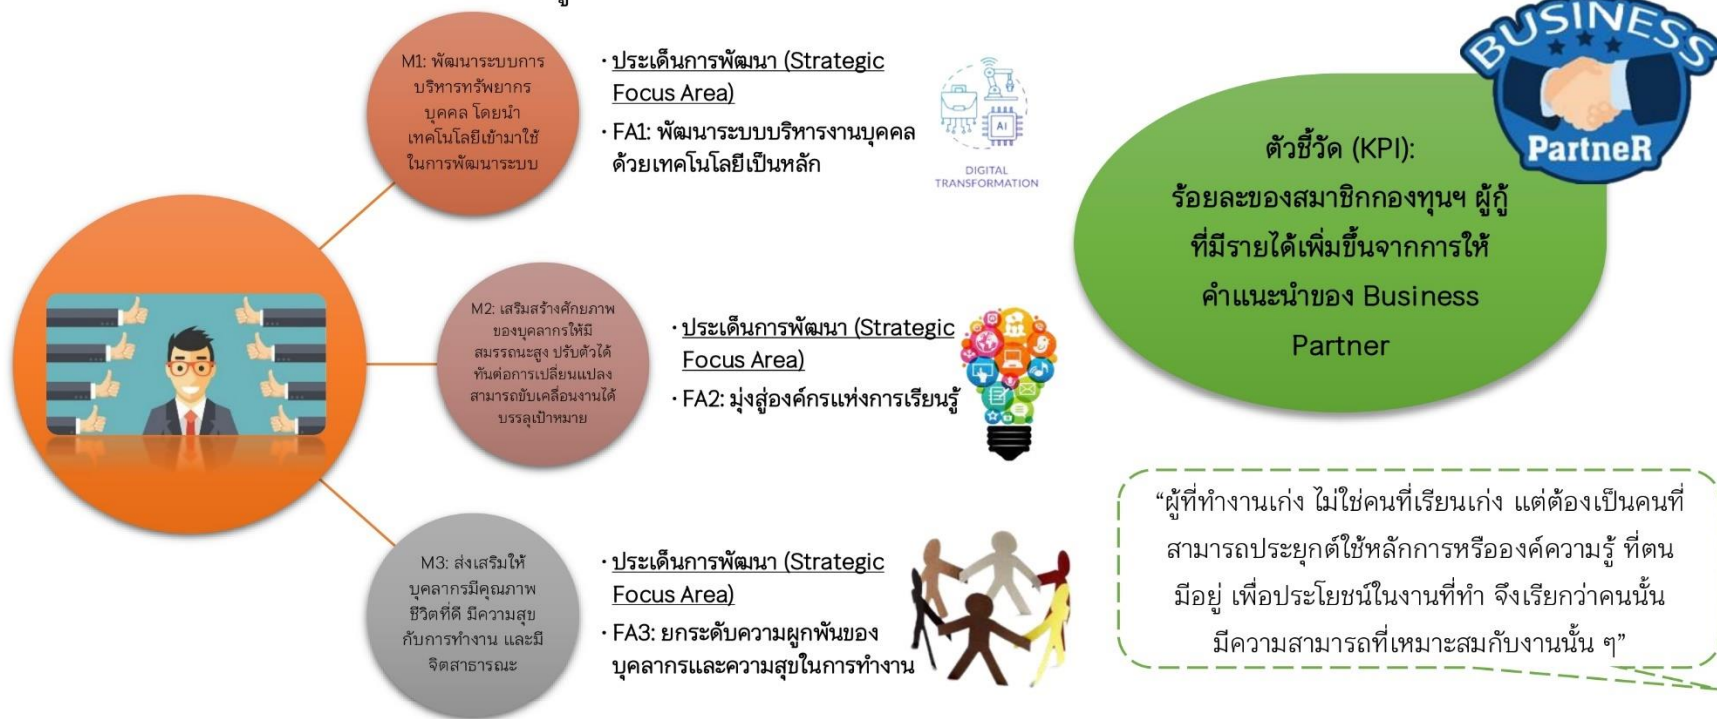 M1: พัฒนาระบบการ
บริหารทรัพยากร
บุคคล โดยนำ
เทคโนโลยีเข้ามาใช้
ในการพัฒนาระบบ
· ประเด็นการพัฒนา (Strategic
Focus Area)
· FA1: พัฒนาระบบบริหารงานบุคคล
ด้วยเทคโนโลยีเป็นหลัก
AI
DIGITAL
TRANSFORMATION
M2: เสริมสร้างศักยภาพ
ของบุคลากรให้มี
สมรรถนะสูง ปรับตัวได้
ทันต่อการเปลี่ยนแปลง
สามารถขับเคลื่อนงานได้
บรรลุเป้าหมาย
· ประเด็นการพัฒนา (Strategic
Focus Area)
· FA2: มุ่งสู่องค์กรแห่งการเรียนรู้
M3: ส่งเสริมให้
บุคลากรมีคุณภาพ
ชีวิตที่ดี มีความสุข
กับการทำงาน และมี
จิตสาธารณะ
· ประเด็นการพัฒนา (Strategic
Focus Area)
· FA3: ยกระดับความผูกพันของ
บุคลากรและความสุขในการทำงาน
BUSINESS
PartneR
ตัวชี้วัด (KPI):
ร้อยละของสมาชิกกองทุนฯ ผู้กู้
ที่มีรายได้เพิ่มขึ้นจากการให้
คำแนะนำของ Business
Partner
“ผู้ที่ทำงานเก่ง ไม่ใช่คนที่เรียนเก่ง แต่ต้องเป็นคนที่
สามารถประยุกต์ใช้หลักการหรือองค์ความรู้ ที่ตน
มีอยู่ เพื่อประโยชน์ในงานที่ทำ จึงเรียกว่าคนนั้น
มีความสามารถที่เหมาะสมกับงานนั้น ๆ”